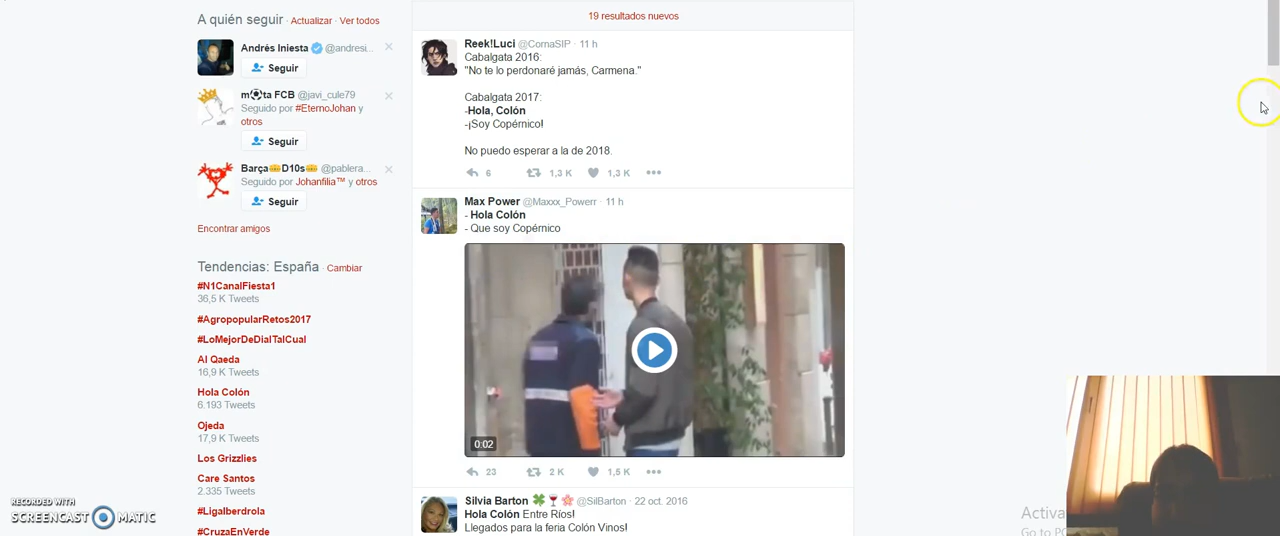 A quién seguir · Actualizar · Ver todos
Andrés Iniesta @andresi...
Seguir
m⚽ta FCB @javi_cule79
Seguido por #EternoJohan y
otros
Seguir
Barça D10s @pablera...
Seguido por Johanfilia™ y otros
Seguir
Encontrar amigos
Tendencias: España · Cambiar
#N1CanalFiesta1
36,5 K Tweets
#AgropopularRetos2017
#LoMejorDeDialTalCual
Al Qaeda
16,9 K Tweets
Hola Colón
6.193 Tweets
Ojeda
17,9 K Tweets
Los Grizzlies
Care Santos
2.335 Tweets
#LigaIberdrola
#CruzaEnVerde
19 resultados nuevos
Reek!Luci @CornaSIP · 11 h
Cabalgata 2016:
"No te lo perdonaré jamás, Carmena."
Cabalgata 2017:
-Hola, Colón
-¡Soy Copérnico!
No puedo esperar a la de 2018.
6 1,3 K 1,3 K
Max Power @Maxxx_Powerr · 11 h
- Hola Colón
- Que soy Copérnico
0:02
23 2 K 1,5 K
Silvia Barton 🍀🍷🌸 @SilBarton · 22 oct. 2016
Hola Colón Entre Ríos!
Llegados para la feria Colón Vinos!
RECORDED WITH
SCREENCAST MATIC
Activa
Go to PC